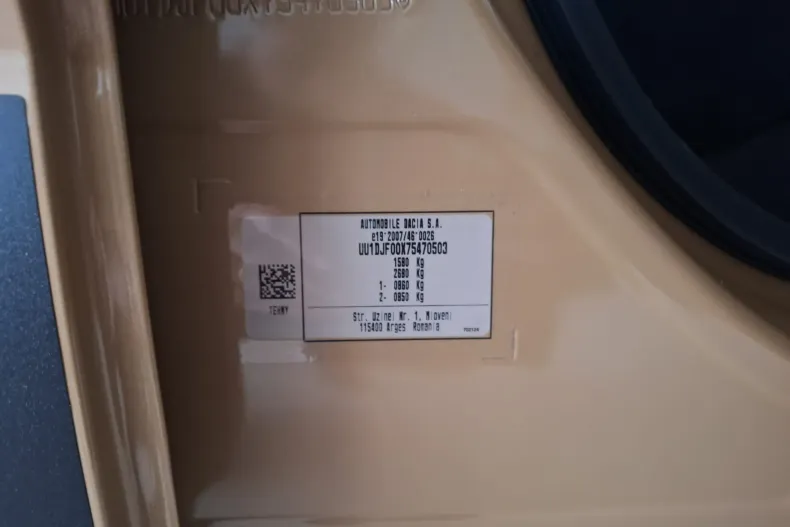 AUTOMOBILE DACIA S.A.
e19*2007/46*0026
UU1DJF00X75470503
1580 Kg
2680 Kg
1- 0860 Kg
2- 0850 Kg
Str. Uzinei Nr. 1, Mioveni
115400 Arges Romania